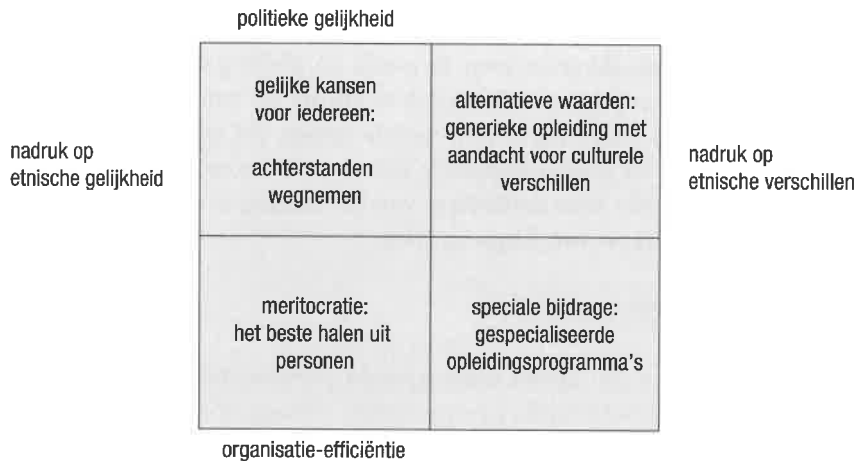 politieke gelijkheid
gelijke kansen
voor iedereen:
achterstanden
wegnemen
alternatieve waarden:
generieke opleiding met
aandacht voor culturele
verschillen
nadruk op
etnische gelijkheid
nadruk op
etnische verschillen
meritocratie:
het beste halen uit
personen
speciale bijdrage:
gespecialiseerde
opleidingsprogramma's
organisatie-efficiëntie